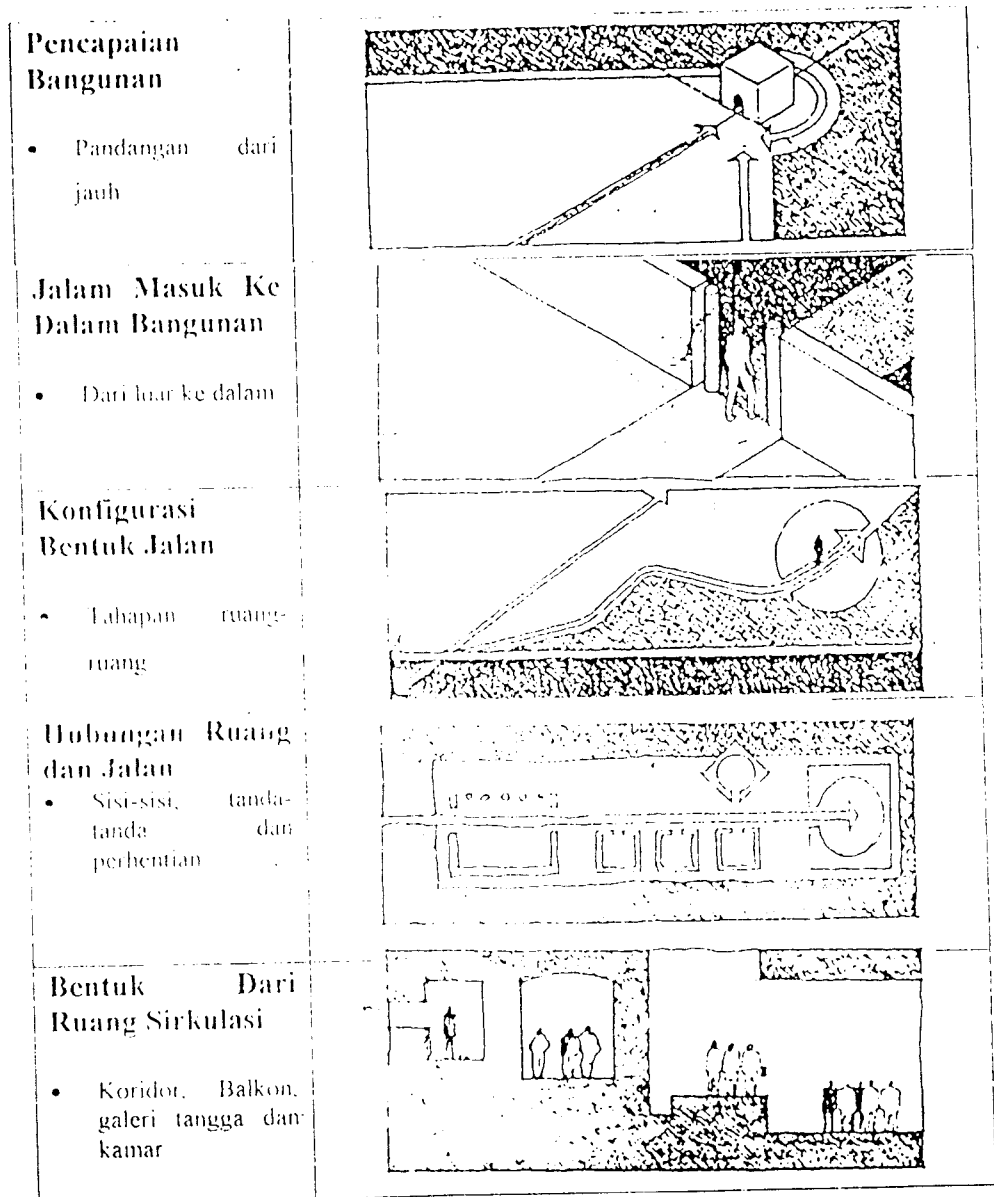 Pencapaian
Bangunan
• Pandangan dari
jauh
Jalam Masuk Ke
Dalam Bangunan
• Dari luar ke dalam
Konfigurasi
Bentuk Jalan
• Tahapan ruang-
ruang
Hubungan Ruang
dan Jalan
• Sisi-sisi, tanda-
tanda dan
perhentian
Bentuk Dari
Ruang Sirkulasi
• Koridor, Balkon,
galeri tangga dan
kamar